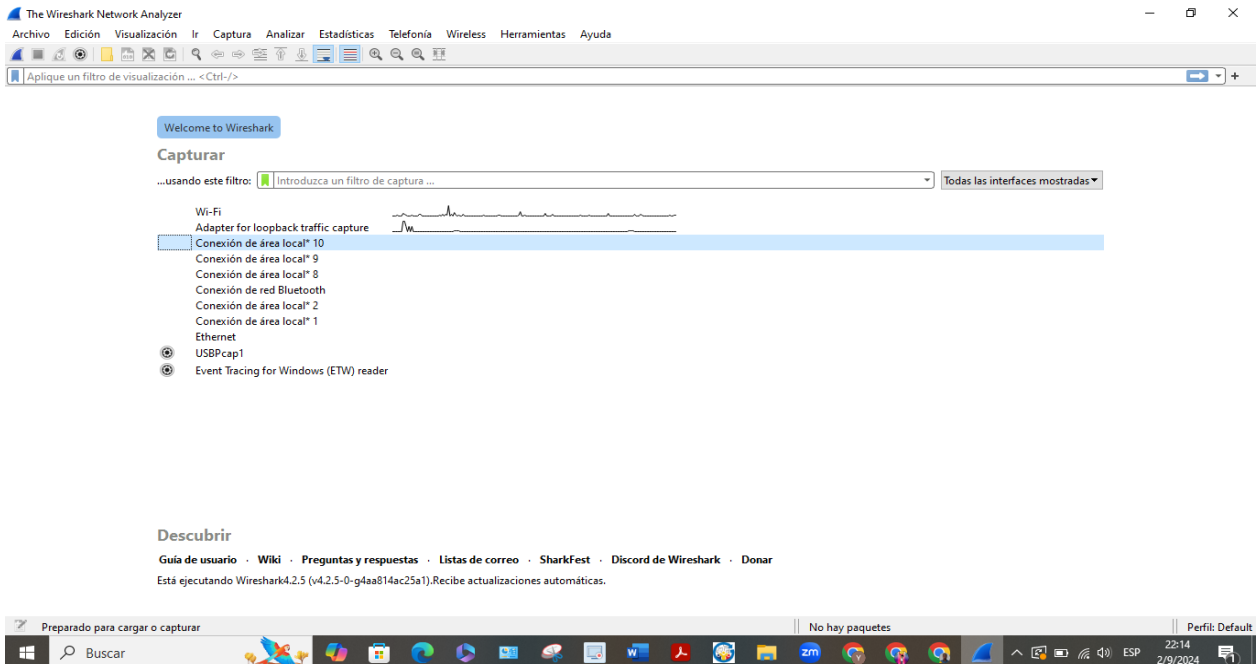 The Wireshark Network Analyzer
Archivo Edición Visualización Ir Captura Analizar Estadísticas Telefonía Wireless Herramientas Ayuda
Aplique un filtro de visualización ... <Ctrl-/>
Welcome to Wireshark
Capturar
...usando este filtro: Introduzca un filtro de captura ... Todas las interfaces mostradas
Wi-Fi
Adapter for loopback traffic capture
Conexión de área local* 10
Conexión de área local* 9
Conexión de área local* 8
Conexión de red Bluetooth
Conexión de área local* 2
Conexión de área local* 1
Ethernet
USBPcap1
Event Tracing for Windows (ETW) reader
Descubrir
Guía de usuario · Wiki · Preguntas y respuestas · Listas de correo · SharkFest · Discord de Wireshark · Donar
Está ejecutando Wireshark4.2.5 (v4.2.5-0-g4aa814ac25a1).Recibe actualizaciones automáticas.
Preparado para cargar o capturar No hay paquetes Perfil: Default
Buscar zm ESP 22:14
2/9/2024